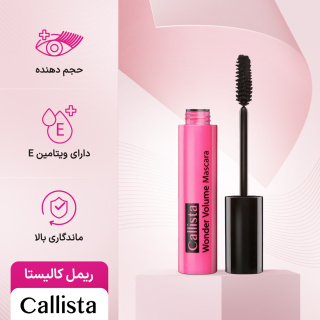 حجم دهنده
E
دارای ویتامین E
ماندگاری بالا
ریمل کالیستا
Callista
Callista
Wonder Volume Mascara